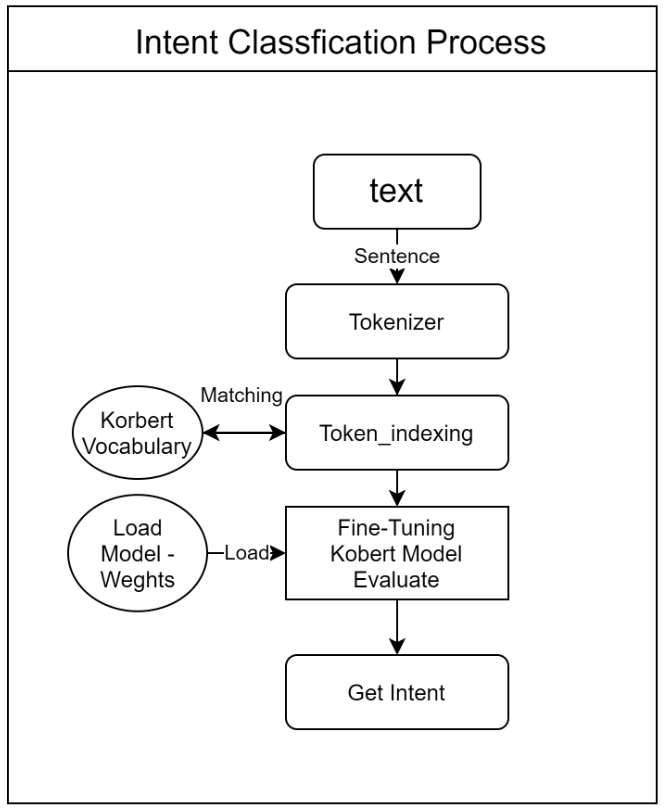 Intent Classfication Process
text
Sentence
Tokenizer
Matching
Korbert
Vocabulary
Token_indexing
Load
Model -
Weghts
Load
Fine-Tuning
Kobert Model
Evaluate
Get Intent